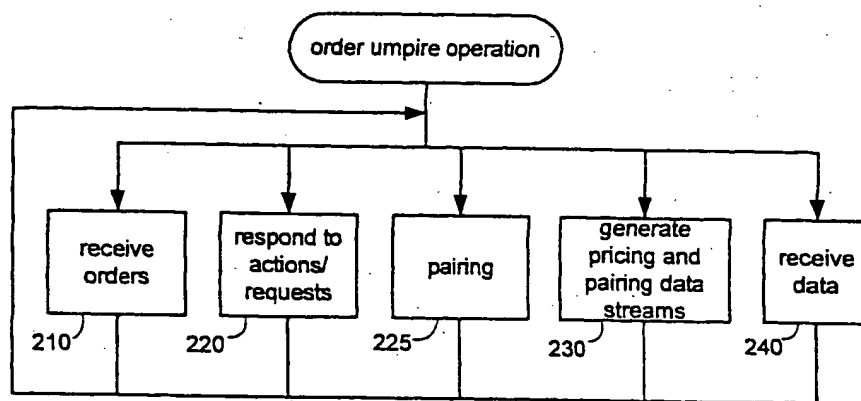 order umpire operation
receive
orders
210
respond to
actions/
requests
220
pairing
225
generate
pricing and
pairing data
streams
230
receive
data
240